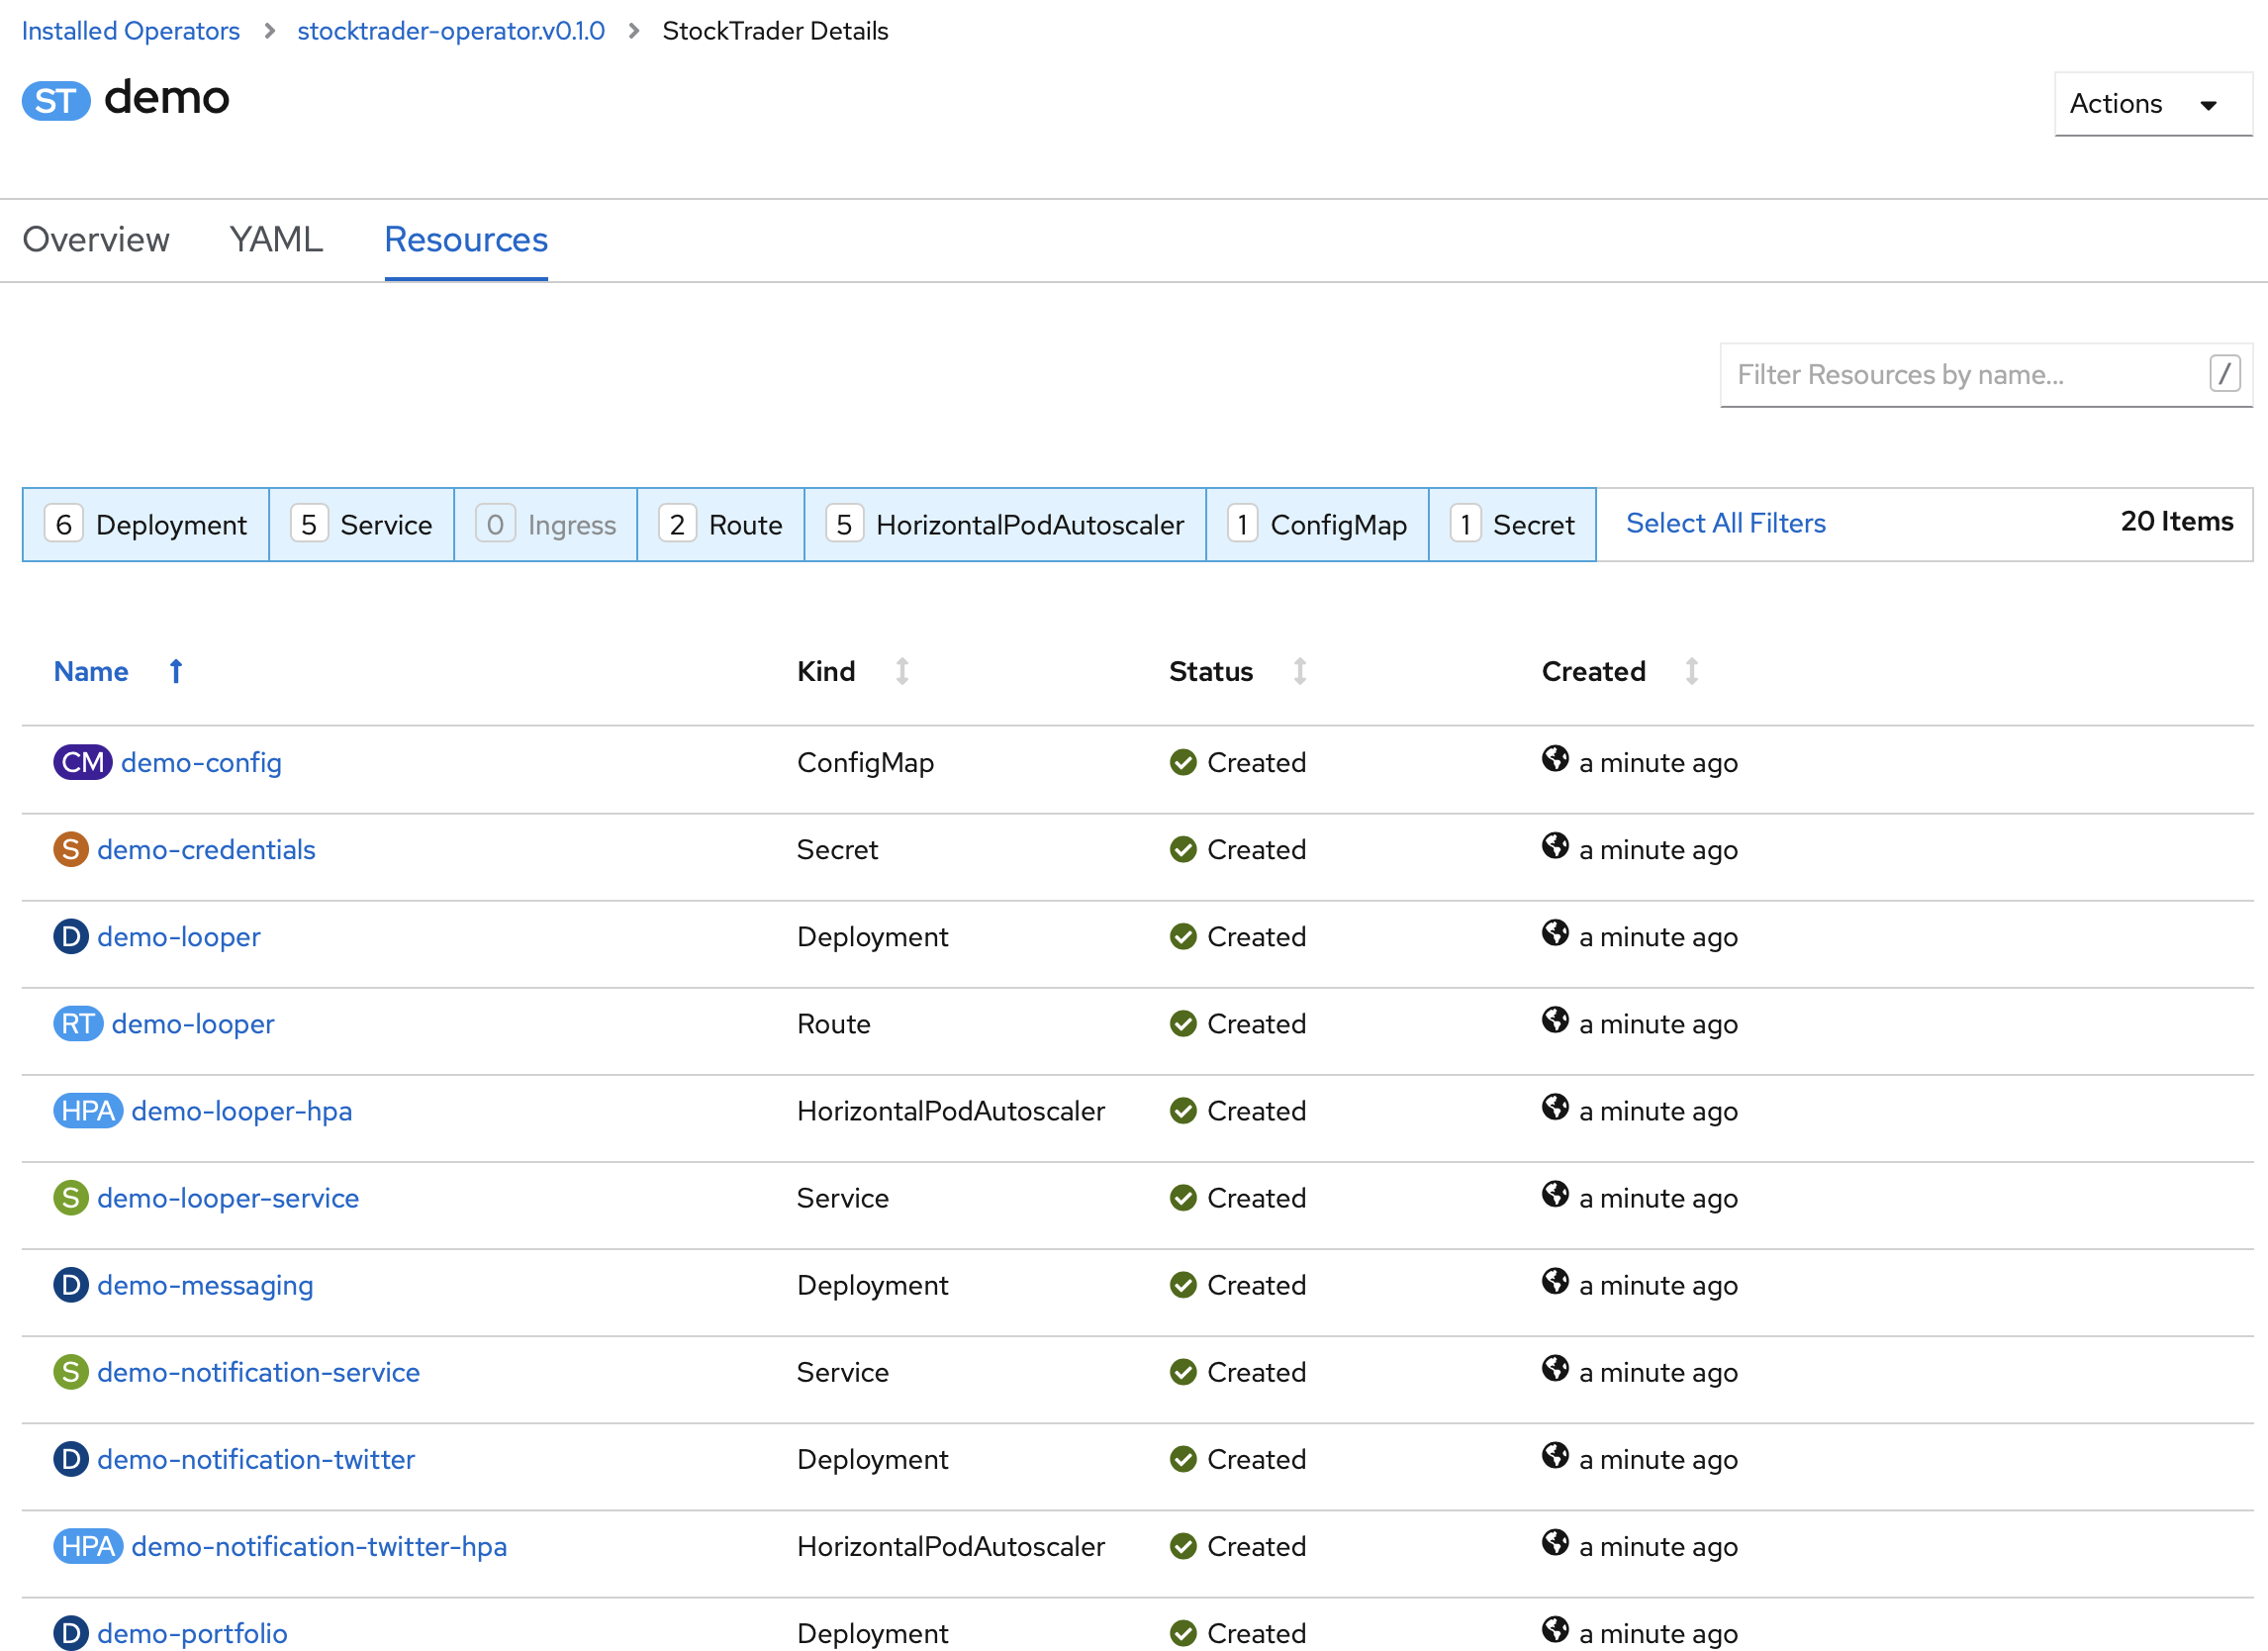 Installed Operators > stocktrader-operator.v0.1.0 > StockTrader Details
ST demo
Actions
Overview YAML Resources
Filter Resources by name... /
6 Deployment 5 Service 0 Ingress 2 Route 5 HorizontalPodAutoscaler 1 ConfigMap 1 Secret Select All Filters 20 Items
Name Kind Status Created
CM demo-config ConfigMap Created a minute ago
S demo-credentials Secret Created a minute ago
D demo-looper Deployment Created a minute ago
RT demo-looper Route Created a minute ago
HPA demo-looper-hpa HorizontalPodAutoscaler Created a minute ago
S demo-looper-service Service Created a minute ago
D demo-messaging Deployment Created a minute ago
S demo-notification-service Service Created a minute ago
D demo-notification-twitter Deployment Created a minute ago
HPA demo-notification-twitter-hpa HorizontalPodAutoscaler Created a minute ago
D demo-portfolio Deployment Created a minute ago